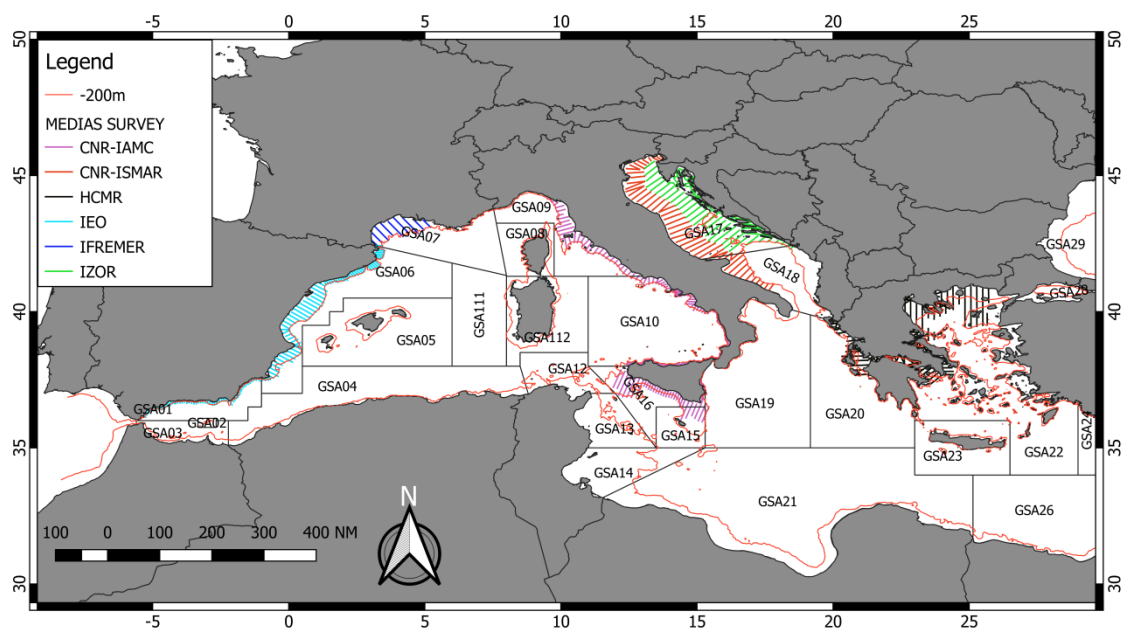 -5 0 5 10 15 20 25
50 50
Legend
-200m
MEDIAS SURVEY
CNR-IAMC
CNR-ISMAR
HCMR
IEO
IFREMER
IZOR
45 45
GSA09
GSA07
GSA08
GSA17
GSA18
GSA29
GSA28
GSA06
GSA111
40 40
GSA05
GSA112
GSA10
GSA12
GSA04
GSA16
GSA01
GSA02
GSA03
GSA19
GSA20
GSA13
GSA15
GSA24
35 35
GSA14
GSA23
GSA22
GSA21
GSA26
N
100 0 100 200 300 400 NM
30 30
-5 0 5 10 15 20 25